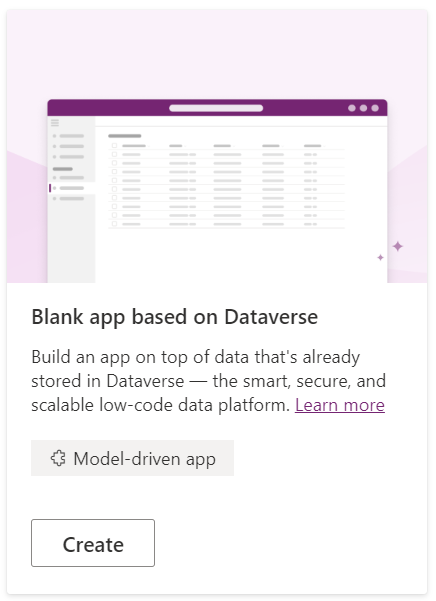 Blank app based on Dataverse
Build an app on top of data that's already
stored in Dataverse — the smart, secure, and
scalable low-code data platform. Learn more
Model-driven app
Create